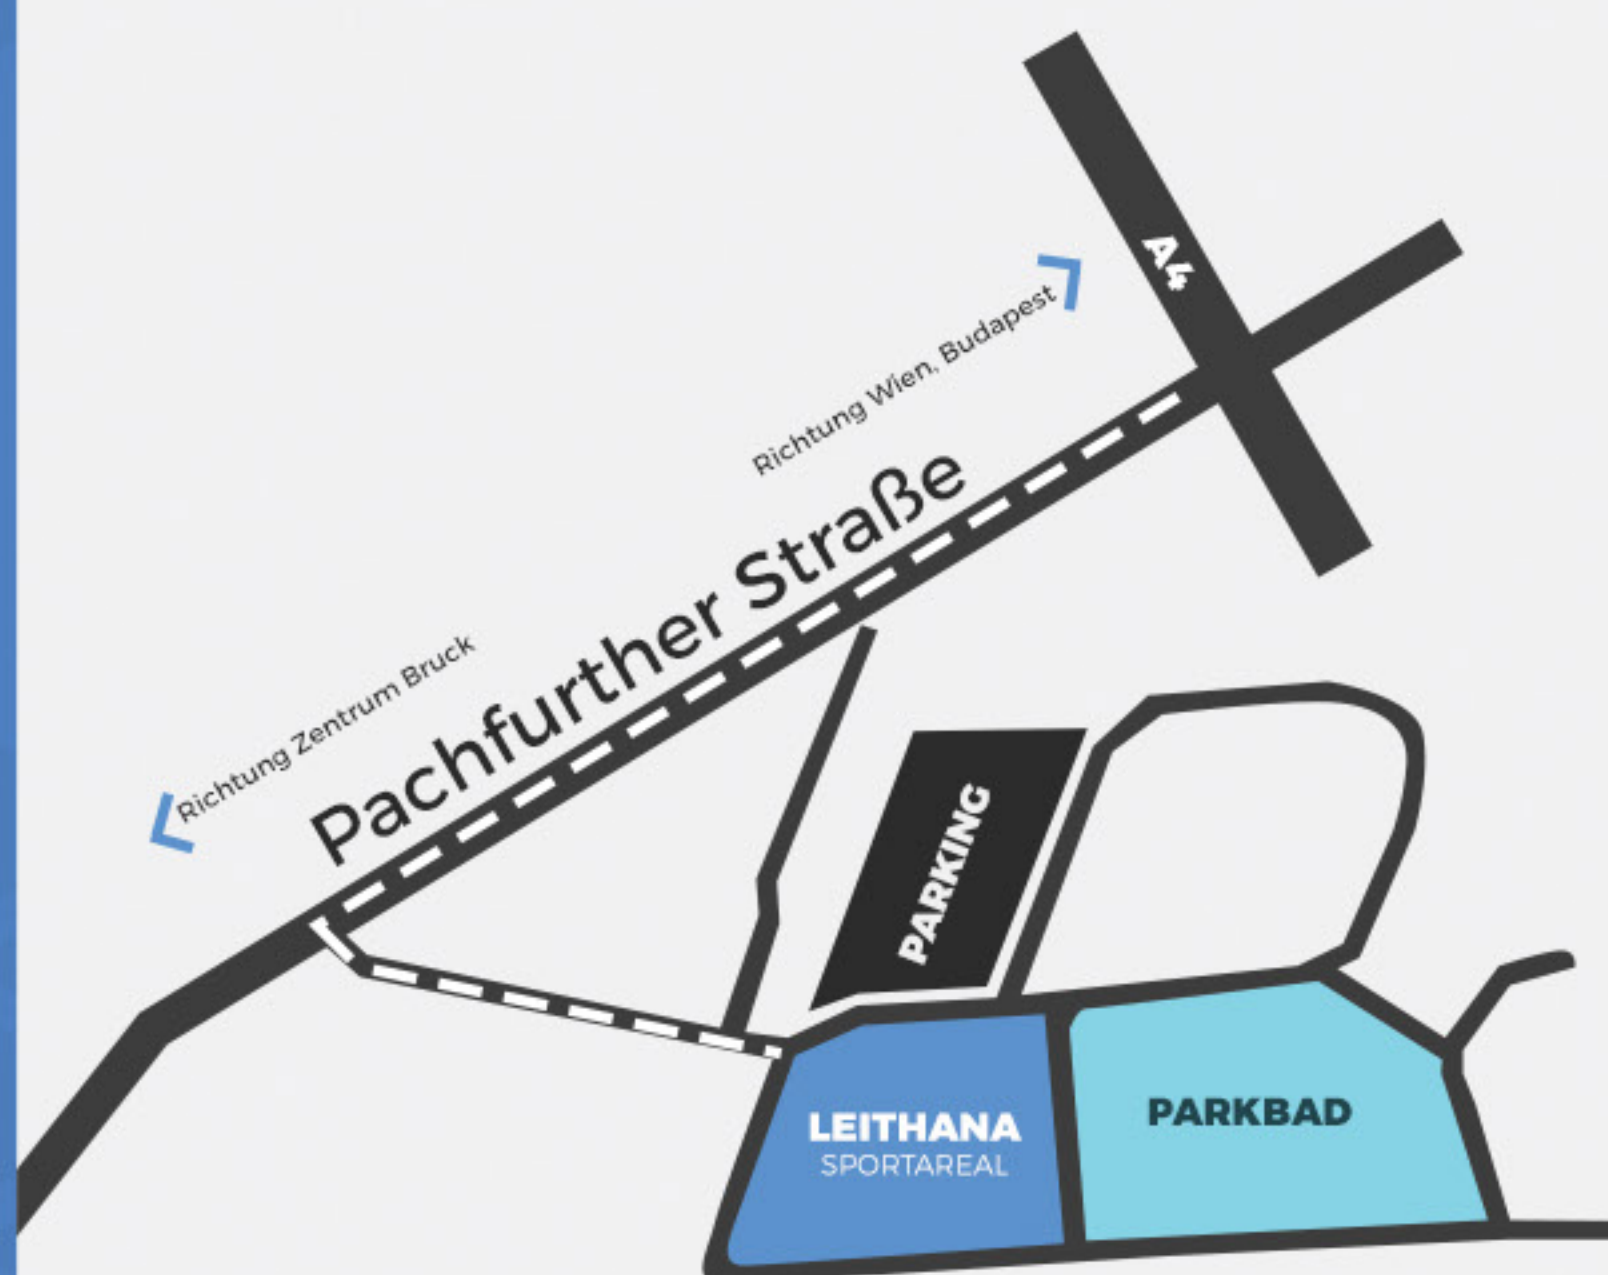 A4
Richtung Wien, Budapest
Pachfurther Straße
Richtung Zentrum Bruck
PARKING
LEITHANA
SPORTAREAL
PARKBAD